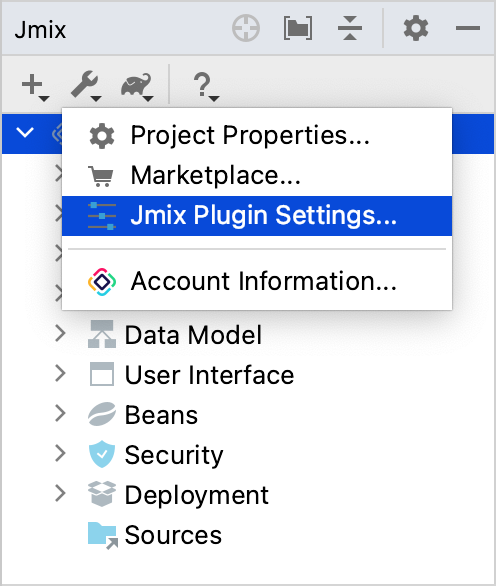 Jmix
?
Project Properties...
Marketplace...
Jmix Plugin Settings...
Account Information...
Data Model
User Interface
Beans
Security
Deployment
Sources